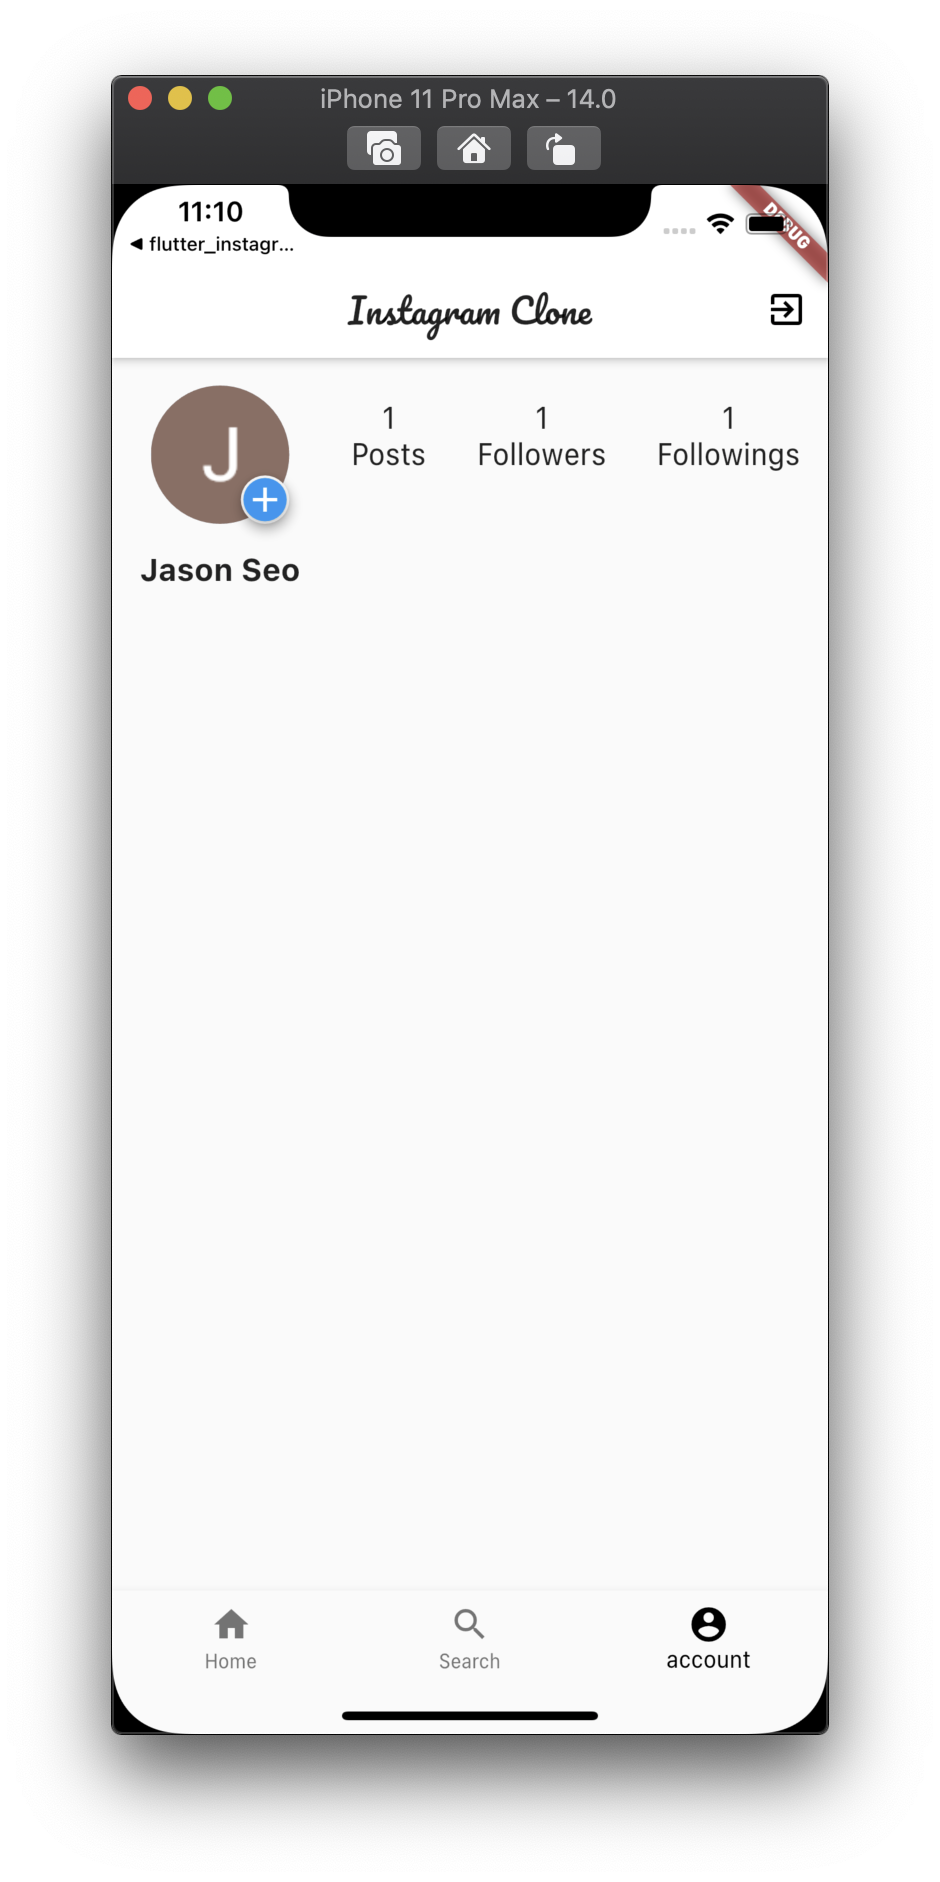 iPhone 11 Pro Max – 14.0
11:10
flutter_instagr...
DEBUG
Instagram Clone
J
1
Posts
1
Followers
1
Followings
Jason Seo
Home
Search
account